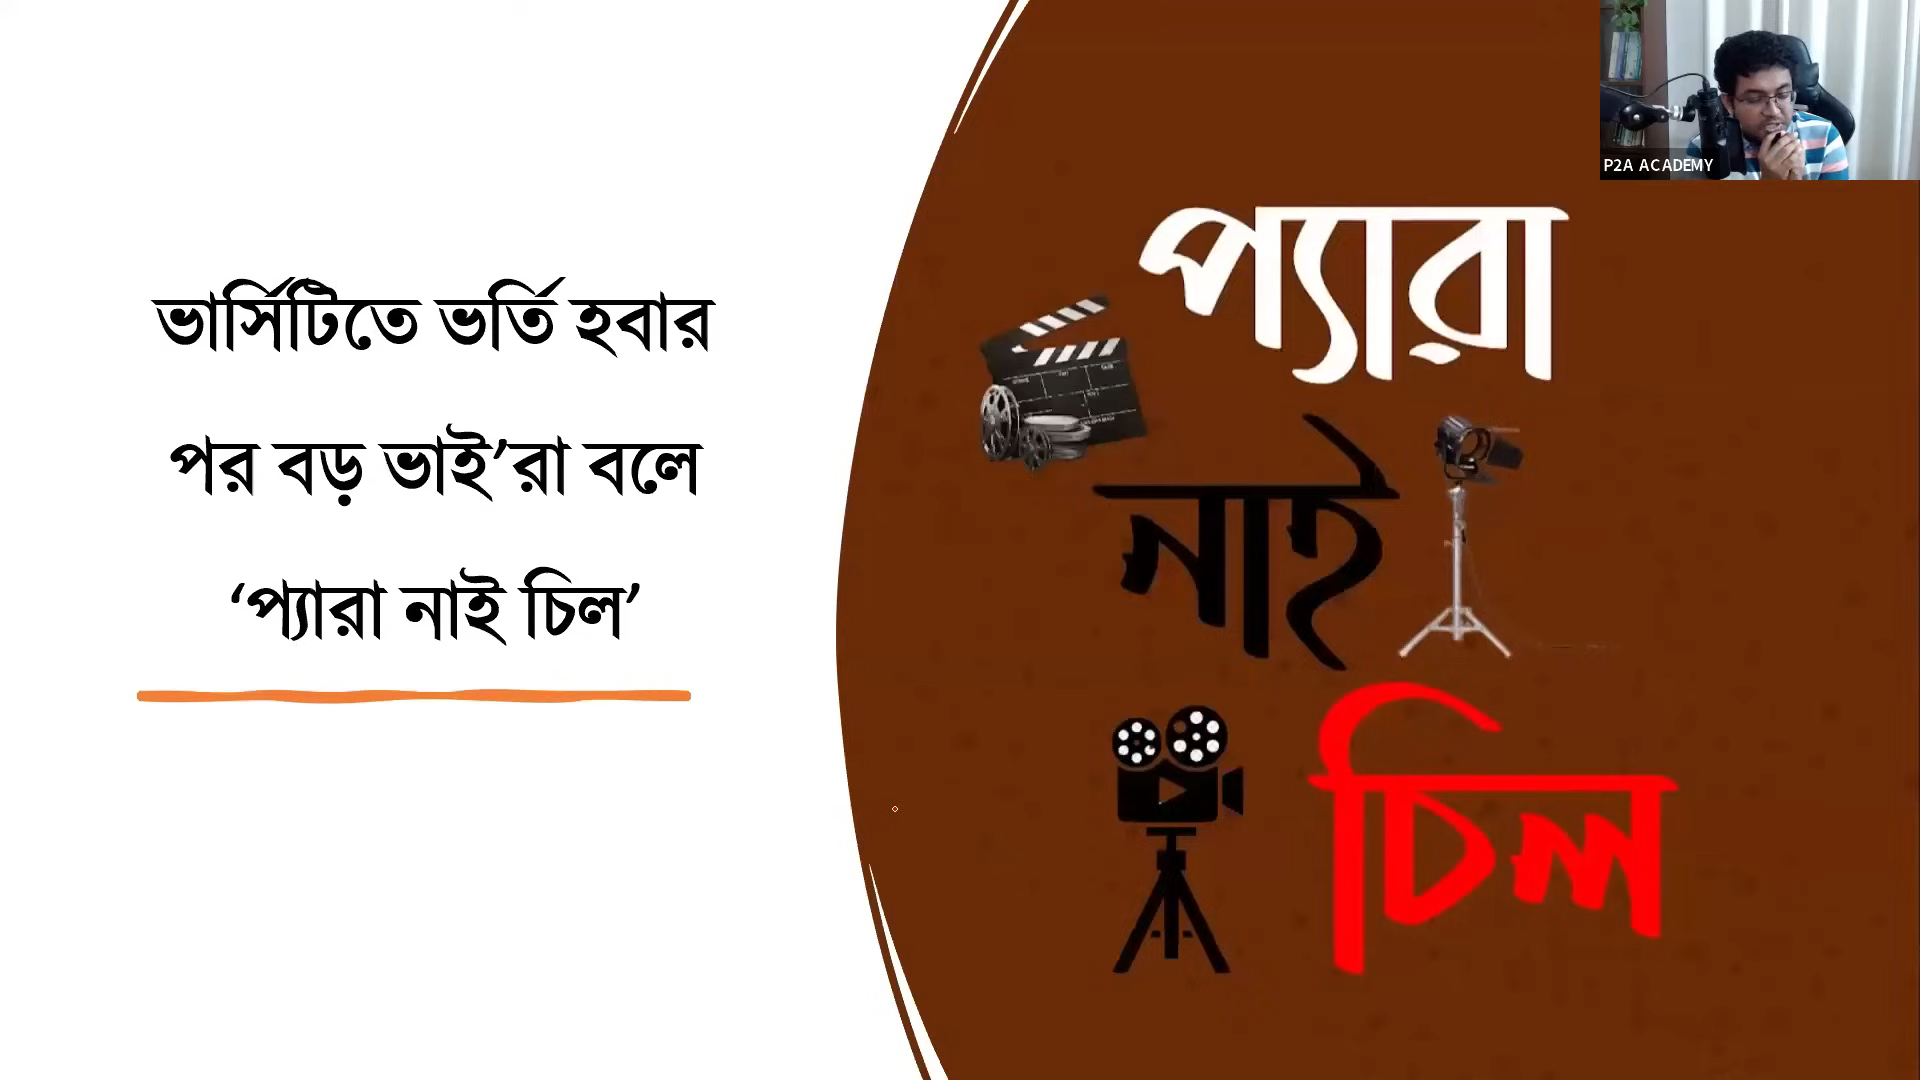 ভার্সিটিতে ভর্তি হবার
পর বড় ভাই’রা বলে
‘প্যারা নাই চিল’
প্যারা
নাই
চিল
P2A ACADEMY